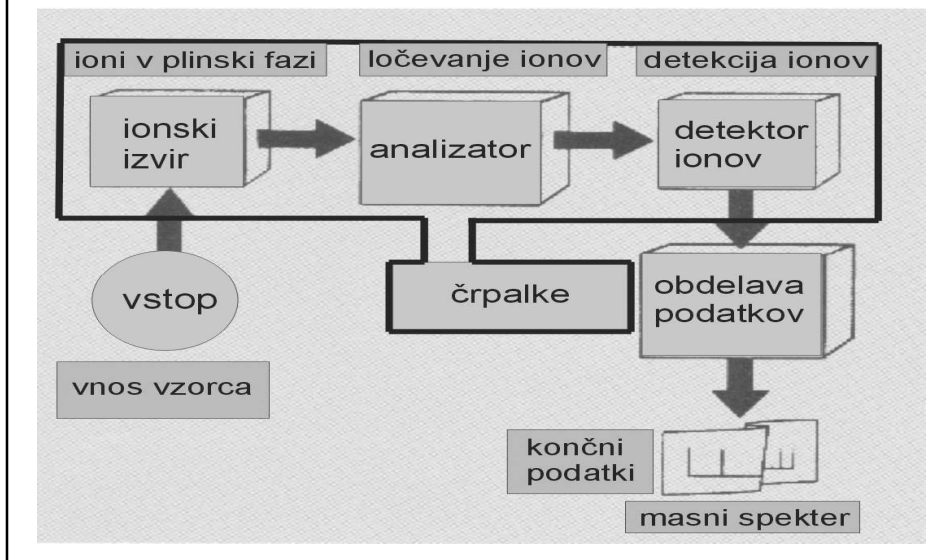 ioni v plinski fazi
ločevanje ionov
detekcija ionov
ionski
izvir
analizator
detektor
ionov
vstop
črpalke
obdelava
podatkov
vnos vzorca
končni
podatki
masni spekter